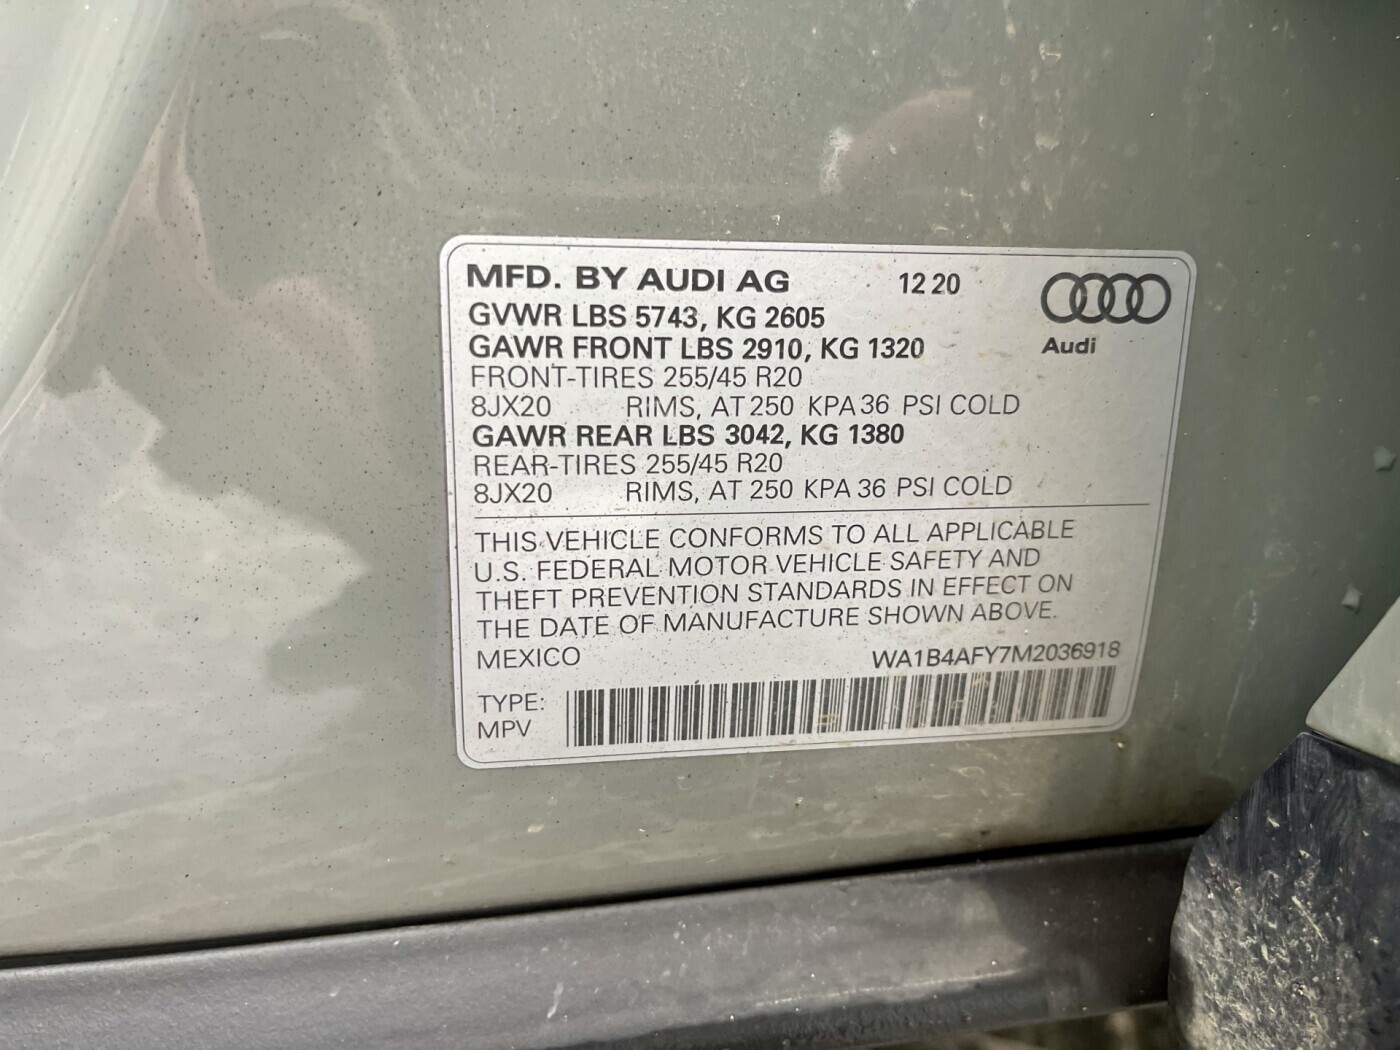 MFD. BY AUDI AG 12 20
GVWR LBS 5743, KG 2605
GAWR FRONT LBS 2910, KG 1320
Audi
FRONT-TIRES 255/45 R20
8JX20 RIMS, AT 250 KPA 36 PSI COLD
GAWR REAR LBS 3042, KG 1380
REAR-TIRES 255/45 R20
8JX20 RIMS, AT 250 KPA 36 PSI COLD
THIS VEHICLE CONFORMS TO ALL APPLICABLE
U.S. FEDERAL MOTOR VEHICLE SAFETY AND
THEFT PREVENTION STANDARDS IN EFFECT ON
THE DATE OF MANUFACTURE SHOWN ABOVE.
MEXICO WA1B4AFY7M2036918
TYPE:
MPV